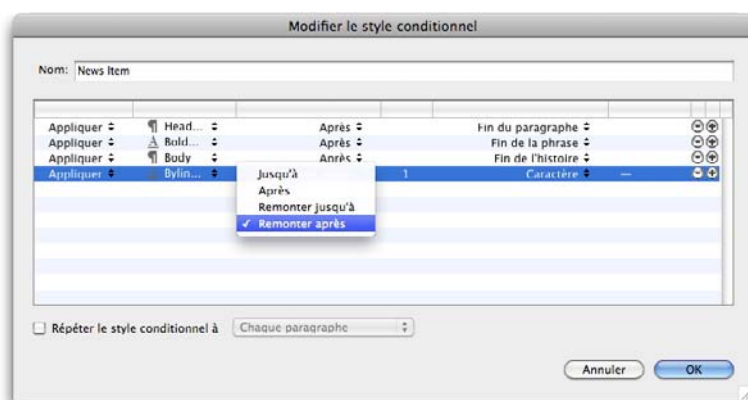 Modifier le style conditionnel
Nom: News Item
Appliquer Head... Après Fin du paragraphe
Appliquer A Bold... Après Fin de la phrase
Appliquer Body Après Fin de l'histoire
Appliquer Bylin... 1 Caractère —
Jusqu'à
Après
Remonter jusqu'à
✓ Remonter après
Répéter le style conditionnel à Chaque paragraphe
Annuler OK